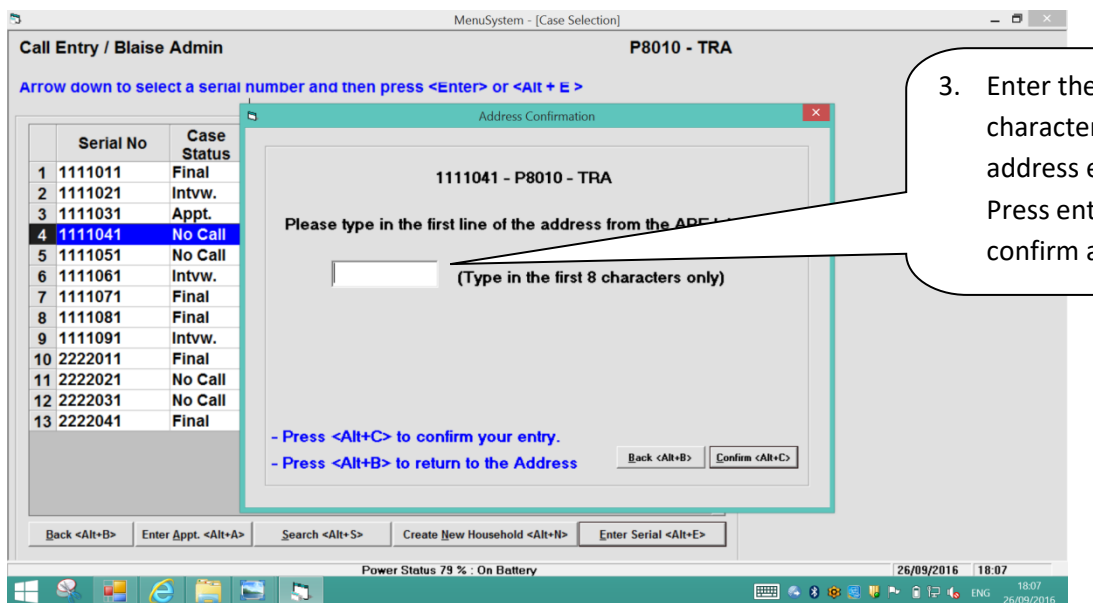 MenuSystem - [Case Selection]
Call Entry / Blaise Admin P8010 - TRA
Arrow down to select a serial number and then press <Enter> or <Alt + E >
Address Confirmation
Serial No Case Status
1 1111011 Final
2 1111021 Intvw.
3 1111031 Appt.
4 1111041 No Call
5 1111051 No Call
6 1111061 Intvw.
7 1111071 Final
8 1111081 Final
9 1111091 Intvw.
10 2222011 Final
11 2222021 No Call
12 2222031 No Call
13 2222041 Final
1111041 - P8010 - TRA
Please type in the first line of the address from the ARF
(Type in the first 8 characters only)
- Press <Alt+C> to confirm your entry.
- Press <Alt+B> to return to the Address
Back <Alt+B> Confirm <Alt+C>
3. Enter the
character
address
Press
confirm
Back <Alt+B> Enter Appt. <Alt+A> Search <Alt+S> Create New Household <Alt+N> Enter Serial <Alt+E>
Power Status 79 % : On Battery 26/09/2016 18:07
ENG 18:07
26/09/2016